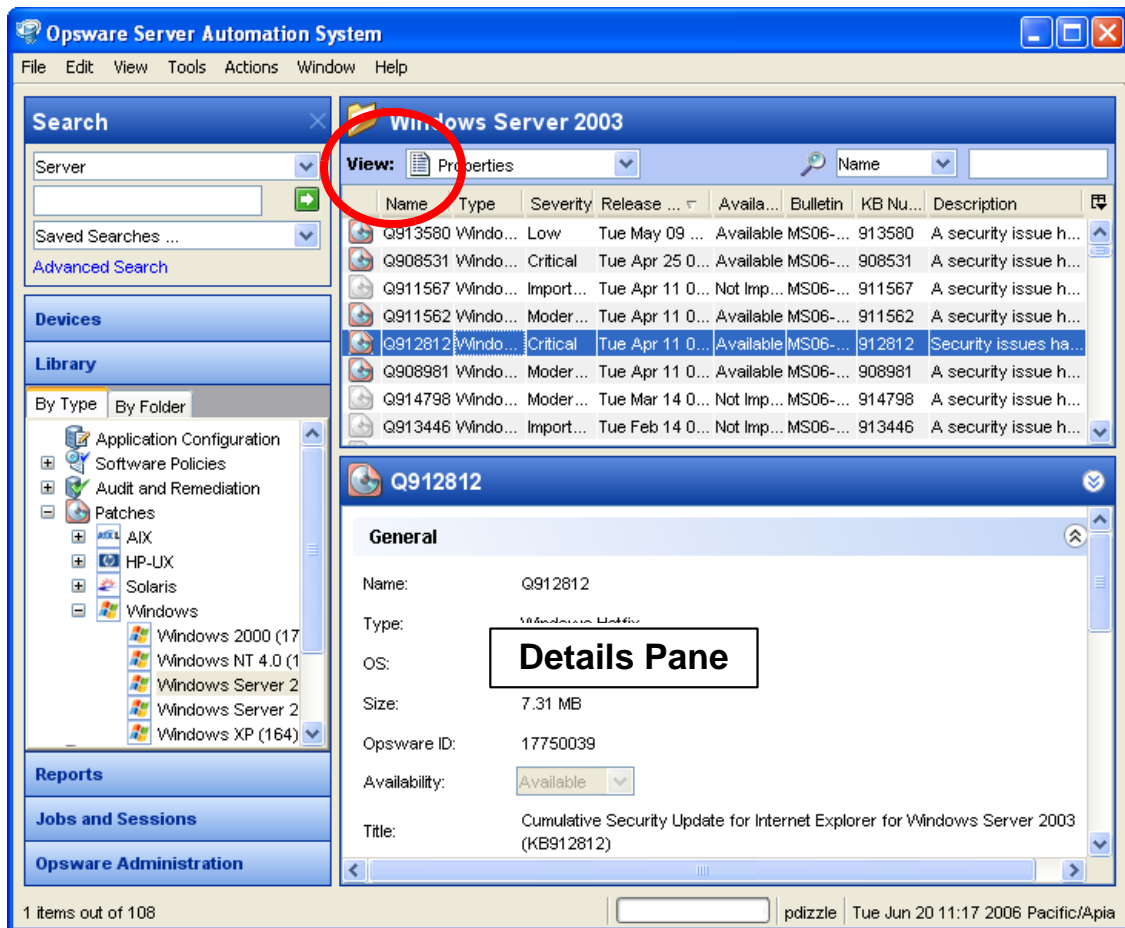 Opsware Server Automation System
File Edit View Tools Actions Window Help
Search
Server
Saved Searches ...
Advanced Search
Devices
Library
By Type By Folder
Application Configuration
Software Policies
Audit and Remediation
Patches
AIX
HP-UX
Solaris
Windows
Windows 2000 (17
Windows NT 4.0 (1
Windows Server 2
Windows Server 2
Windows XP (164)
Reports
Jobs and Sessions
Opsware Administration
Windows Server 2003
View: Properties Name
Name Type Severity Release ... Availa... Bulletin KB Nu... Description
Q913580 Windo... Low Tue May 09 ... Available MS06-... 913580 A security issue h...
Q908531 Windo... Critical Tue Apr 25 0... Available MS06-... 908531 A security issue h...
Q911567 Windo... Import... Tue Apr 11 0... Not Imp... MS06-... 911567 A security issue h...
Q911562 Windo... Moder... Tue Apr 11 0... Available MS06-... 911562 A security issue h...
Q912812 Windo... Critical Tue Apr 11 0... Available MS06-... 912812 Security issues ha...
Q908981 Windo... Moder... Tue Apr 11 0... Available MS06-... 908981 A security issue h...
Q914798 Windo... Moder... Tue Mar 14 0... Not Imp... MS06-... 914798 A security issue h...
Q913446 Windo... Import... Tue Feb 14 0... Not Imp... MS06-... 913446 A security issue h...
Q912812
General
Name: Q912812
Type: Windows Hotfix
OS:
Details Pane
Size: 7.31 MB
Opsware ID: 17750039
Availability: Available
Title: Cumulative Security Update for Internet Explorer for Windows Server 2003
(KB912812)
1 items out of 108
pdizzle Tue Jun 20 11:17 2006 Pacific/Apia